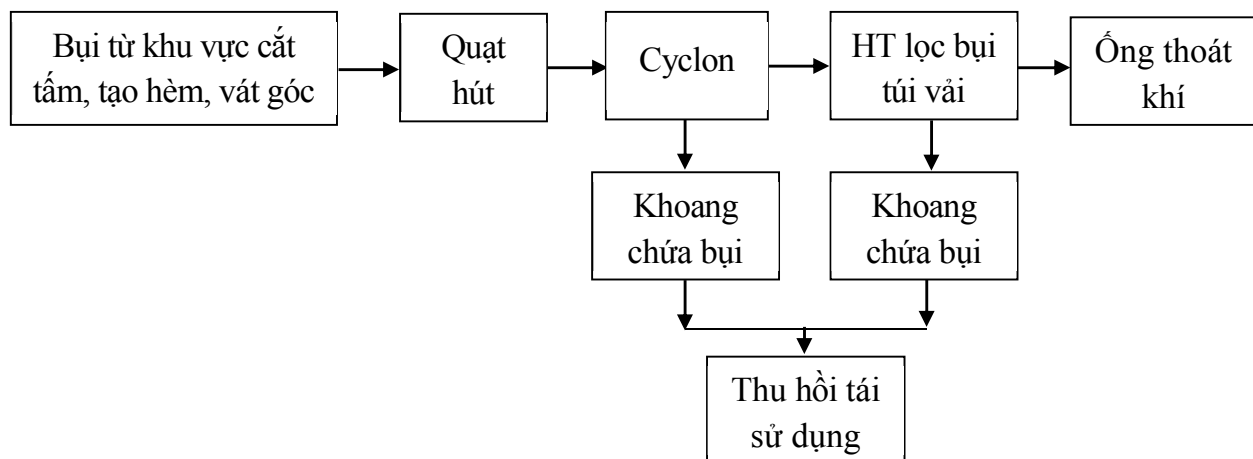 Bụi từ khu vực cắt
tấm, tạo hèm, vát góc
Quạt
hút
Cyclon
HT lọc bụi
túi vải
Ống thoát
khí
Khoang
chứa bụi
Khoang
chứa bụi
Thu hồi tái
sử dụng